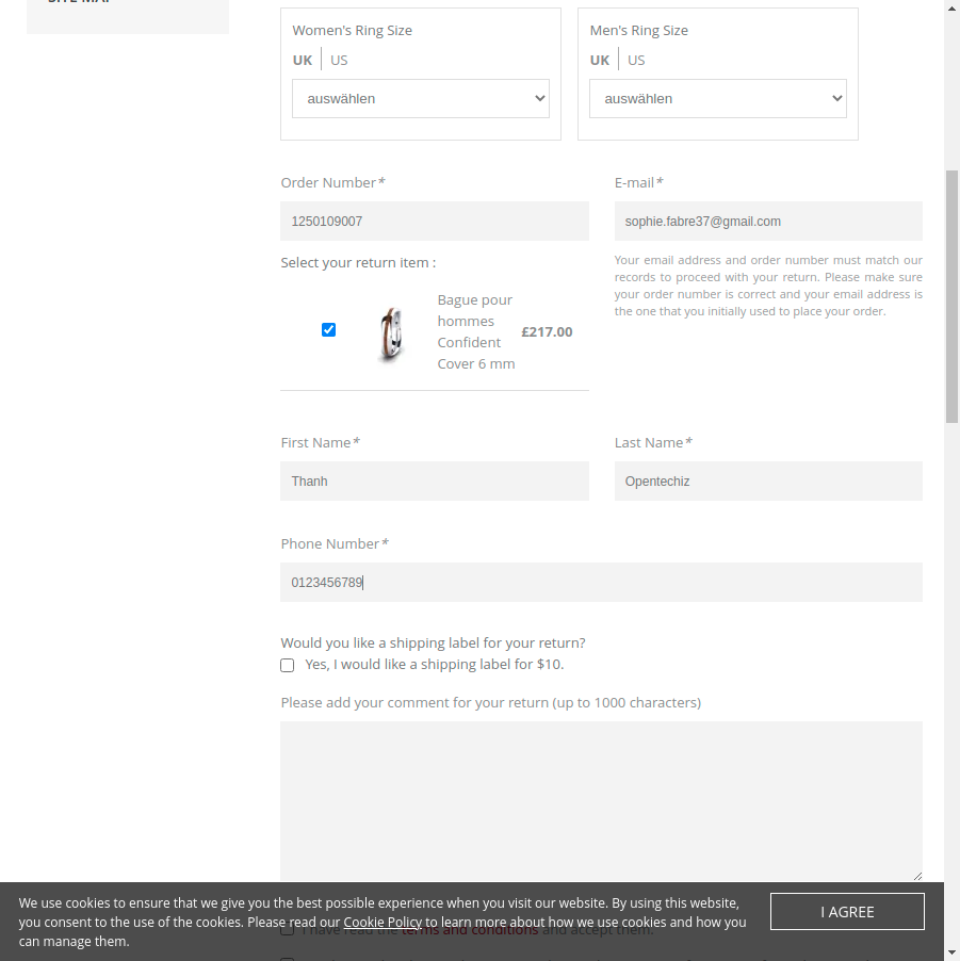 Women's Ring Size
UK US
auswählen
Men's Ring Size
UK US
auswählen
Order Number*
1250109007
E-mail*
sophie.fabre37@gmail.com
Select your return item :
Your email address and order number must match our
records to proceed with your return. Please make sure
your order number is correct and your email address is
the one that you initially used to place your order.
Bague pour
hommes
Confident
Cover 6 mm
£217.00
First Name*
Thanh
Last Name*
Opentechiz
Phone Number*
0123456789
Would you like a shipping label for your return?
Yes, I would like a shipping label for $10.
Please add your comment for your return (up to 1000 characters)
We use cookies to ensure that we give you the best possible experience when you visit our website. By using this website,
you consent to the use of the cookies. Please read our Cookie Policy to learn more about how we use cookies and how you
can manage them.
I AGREE
I have read the terms and conditions and accept them.